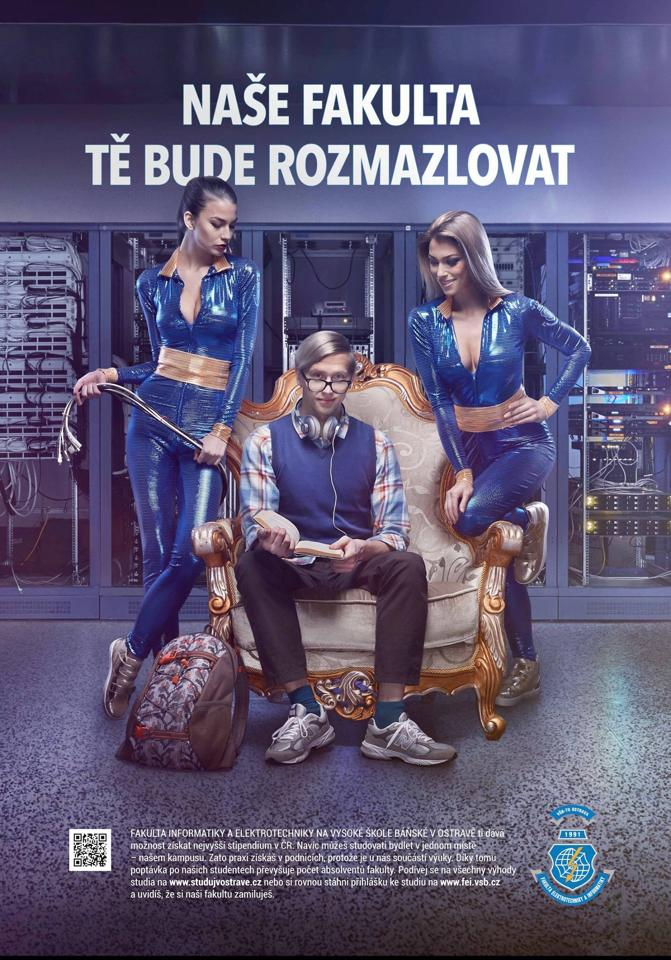 NAŠE FAKULTA
TĚ BUDE ROZMAZLOVAT
FAKULTA INFORMATIKY A ELEKTROTECHNIKY NA VYSOKÉ ŠKOLE BÁŇSKÉ V OSTRAVĚ ti dává
možnost získat nejvyšší stipendium v ČR. Navíc můžeš studovat i bydlet v jednom místě
– našem kampusu. Zato praxi získáš v podnicích, protože je u nás součástí výuky. Díky tomu
poptávka po našich studentech převyšuje počet absolventů fakulty. Podívej se na všechny výhody
studia na www.studujvostrave.cz nebo si rovnou stáhni přihlášku ke studiu na www.fei.vsb.cz
a uvidíš, že si naši fakultu zamiluješ.
VŠB-TU OSTRAVA
1991
FAKULTA ELEKTROTECHNIKY A INFORMATIKY